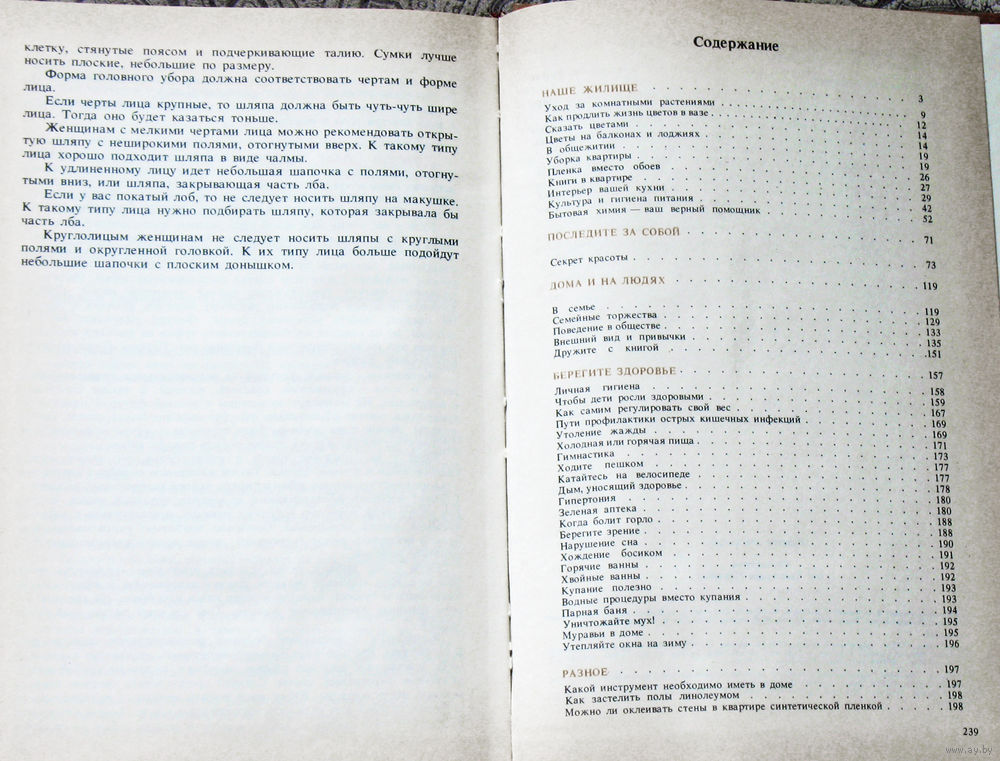 клетку, стянутые поясом и подчеркивающие талию. Сумки лучше
носить плоские, небольшие по размеру.
Форма головного убора должна соответствовать чертам и форме
лица.
Если черты лица крупные, то шляпа должна быть чуть-чуть шире
лица. Тогда оно будет казаться тоньше.
Женщинам с мелкими чертами лица можно рекомендовать откры-
тую шляпу с неширокими полями, отогнутыми вверх. К такому типу
лица хорошо подходит шляпа в виде чалмы.
К удлиненному лицу идет небольшая шапочка с полями, отогну-
тыми вниз, или шляпа, закрывающая часть лба.
Если у вас покатый лоб, то не следует носить шляпу на макушке.
К такому типу лица нужно подбирать шляпу, которая закрывала бы
часть лба.
Круглолицым женщинам не следует носить шляпы с круглыми
полями и округленной головкой. К их типу лица больше подойдут
небольшие шапочки с плоским донышком.
Содержание
НАШЕ ЖИЛИЩЕ . . . 3
Уход за комнатными растениями . . . 9
Как продлить жизнь цветов в вазе . . . 12
Сказать цветами . . . 14
Цветы на балконах и лоджиях . . . 14
В общежитии . . . 19
Уборка квартиры . . . 19
Пленка вместо обоев . . . 26
Книги в квартире . . . 27
Интерьер вашей кухни . . . 29
Культура и гигиена питания . . . 42
Бытовая химия — ваш верный помощник . . . 52
ПОСЛЕДИТЕ ЗА СОБОЙ . . . 71
Секрет красоты . . . 73
ДОМА И НА ЛЮДЯХ . . . 119
В семье . . . 119
Семейные торжества . . . 129
Поведение в обществе . . . 133
Внешний вид и привычки . . . 135
Дружите с книгой . . . 151
БЕРЕГИТЕ ЗДОРОВЬЕ . . . 157
Личная гигиена . . . 158
Чтобы дети росли здоровыми . . . 159
Как самим регулировать свой вес . . . 167
Пути профилактики острых кишечных инфекций . . . 169
Утоление жажды . . . 169
Холодная или горячая пища . . . 171
Гимнастика . . . 173
Ходите пешком . . . 177
Катайтесь на велосипеде . . . 177
Дым, уносящий здоровье . . . 178
Гипертония . . . 180
Зеленая аптека . . . 180
Когда болит горло . . . 188
Берегите зрение . . . 188
Нарушение сна . . . 190
Хождение босиком . . . 191
Горячие ванны . . . 192
Хвойные ванны . . . 192
Купание полезно . . . 193
Водные процедуры вместо купания . . . 193
Парная баня . . . 194
Уничтожайте мух! . . . 195
Муравьи в доме . . . 195
Утепляйте окна на зиму . . . 196
РАЗНОЕ . . . 197
Какой инструмент необходимо иметь в доме . . . 197
Как застелить полы линолеумом . . . 198
Можно ли оклеивать стены в квартире синтетической пленкой . . . 198
239
www.ay.by